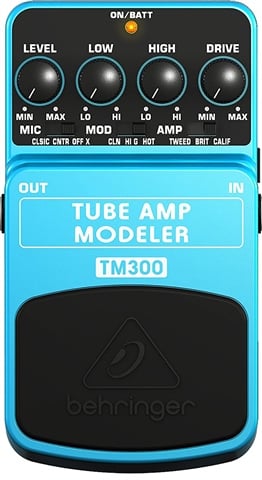 ON/BATT
LEVEL LOW HIGH DRIVE
MIN MAX LO HI LO HI MIN MAX
MIC MOD AMP
CLSIC CNTR OFF X CLN HI G HOT TWEED BRIT CALIF
OUT IN
TUBE AMP
MODELER
TM300
behringer